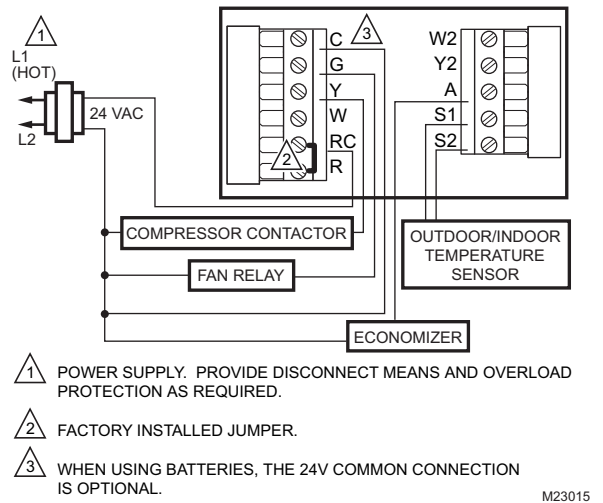 1
L1
(HOT)
24 VAC
L2
C
3
G
Y
W
RC
2
R
W2
Y2
A
S1
S2
COMPRESSOR CONTACTOR
FAN RELAY
OUTDOOR/INDOOR
TEMPERATURE
SENSOR
ECONOMIZER
1 POWER SUPPLY. PROVIDE DISCONNECT MEANS AND OVERLOAD
PROTECTION AS REQUIRED.
2 FACTORY INSTALLED JUMPER.
3 WHEN USING BATTERIES, THE 24V COMMON CONNECTION
IS OPTIONAL.
M23015